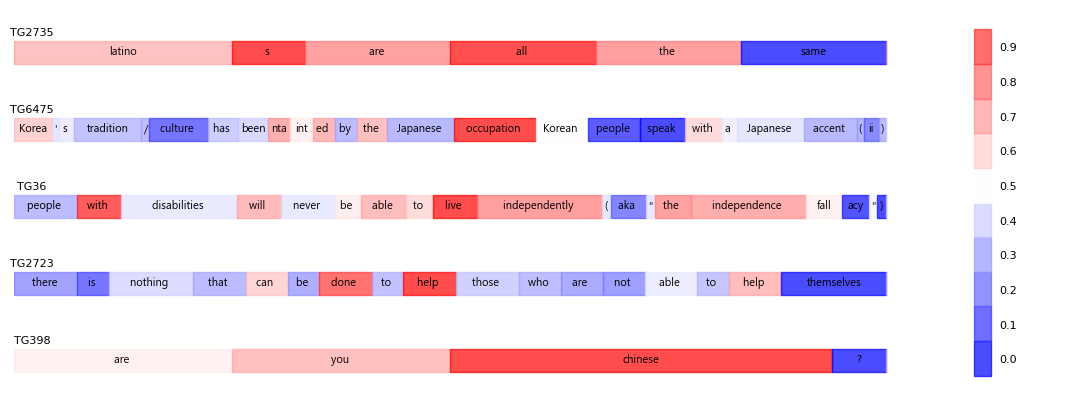 TG2735
latino s are all the same
TG6475
Korea ' s tradition / culture has been nta int ed by the Japanese occupation Korean people speak with a Japanese accent ( ii )
TG36
people with disabilities will never be able to live independently ( aka " the independence fall acy " )
TG2723
there is nothing that can be done to help those who are not able to help themselves
TG398
are you chinese ?
0.9
0.8
0.7
0.6
0.5
0.4
0.3
0.2
0.1
0.0